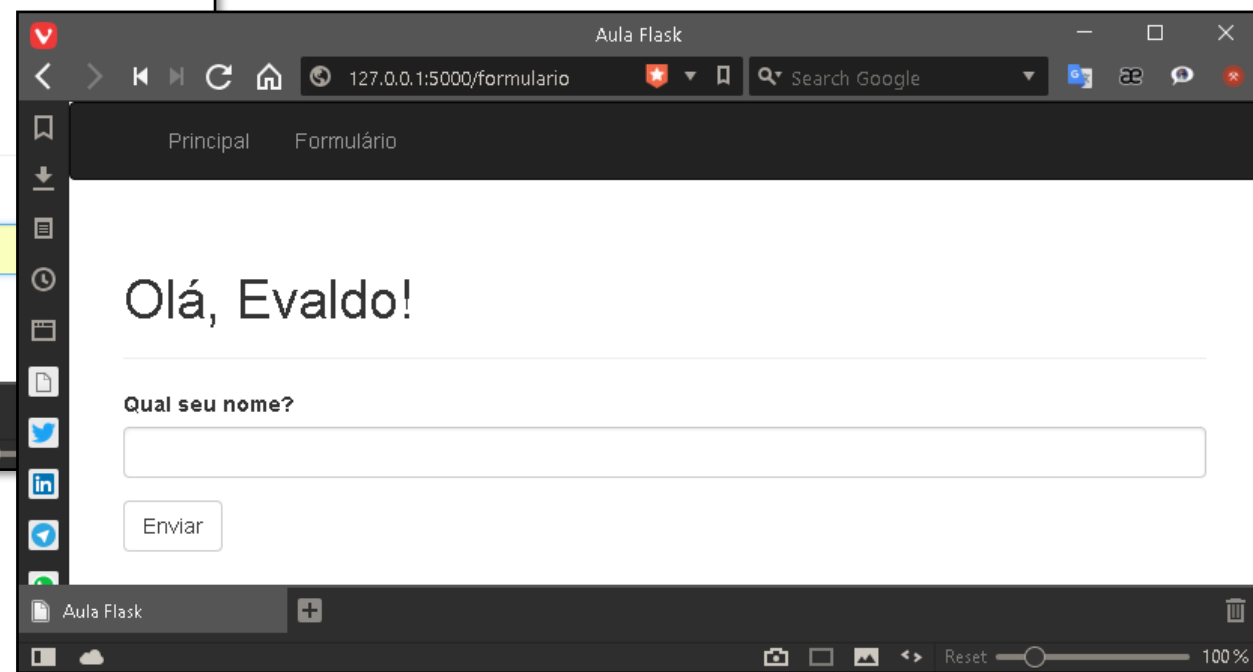 Aula Flask
127.0.0.1:5000/formulario
Search Google
Principal Formulário
Olá, Evaldo!
Qual seu nome?
Enviar
Aula Flask
Reset 100 %